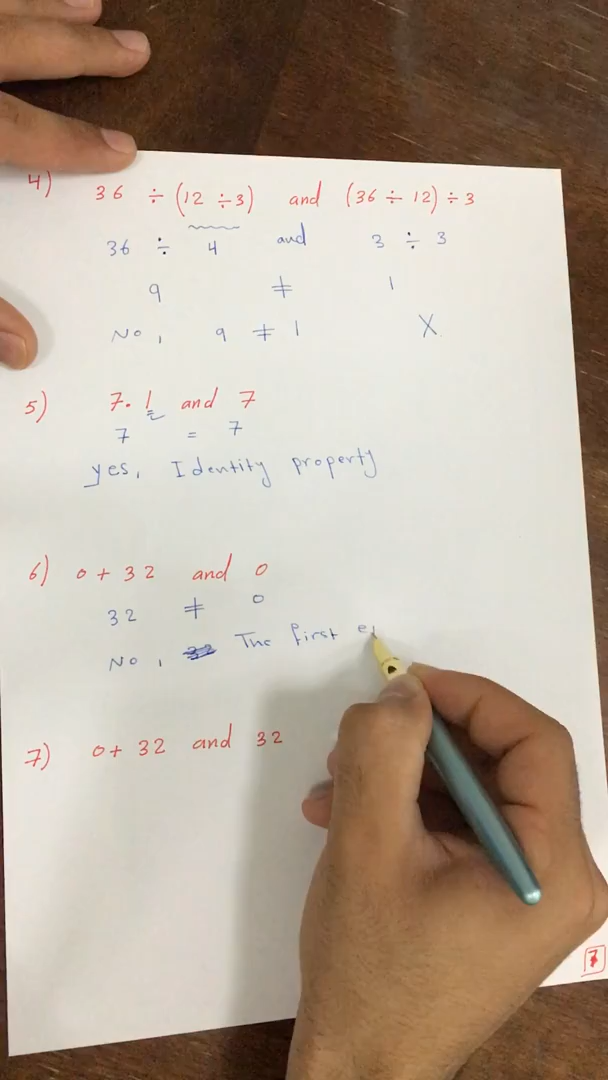 4) 36 ÷ (12 ÷ 3) and (36 ÷ 12) ÷ 3
36 ÷ 4 and 3 ÷ 3
9 ≠ 1
No, 9 ≠ 1 X
5) 7. 1 and 7
7 = 7
yes, Identity property
6) 0 + 32 and 0
32 ≠ 0
No, The first
7) 0 + 32 and 32